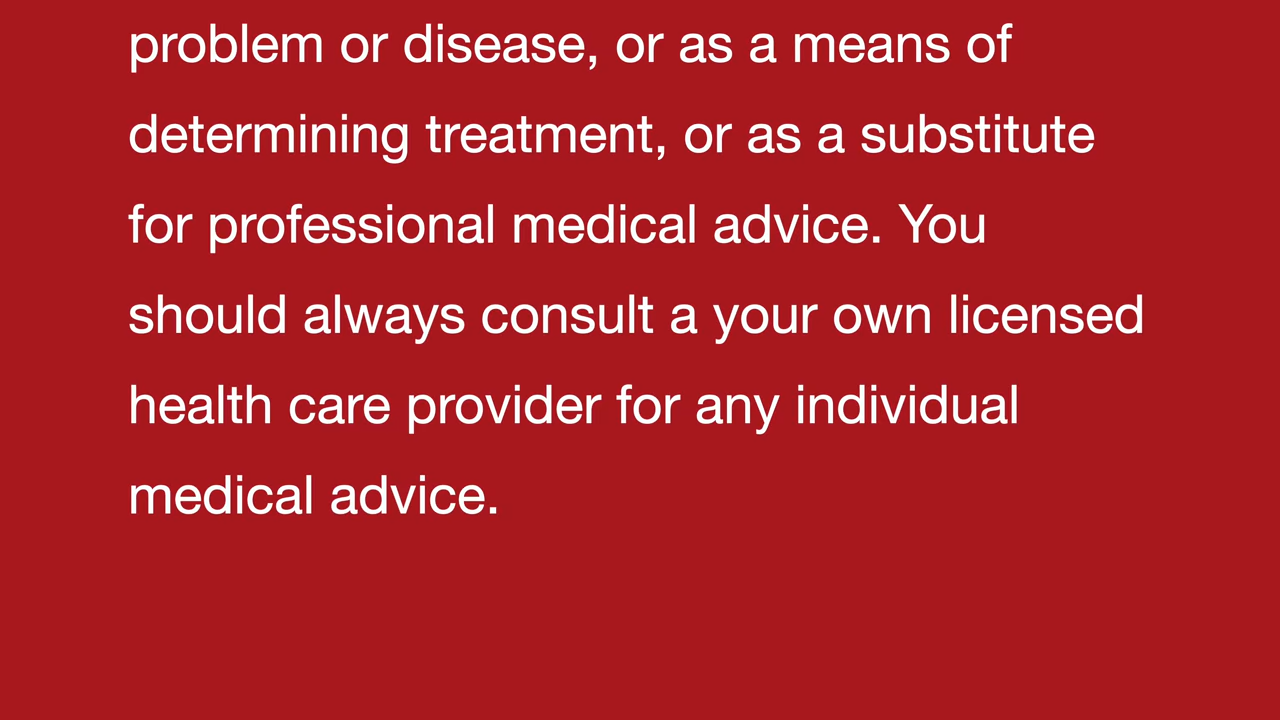 problem or disease, or as a means of
determining treatment, or as a substitute
for professional medical advice. You
should always consult a your own licensed
health care provider for any individual
medical advice.